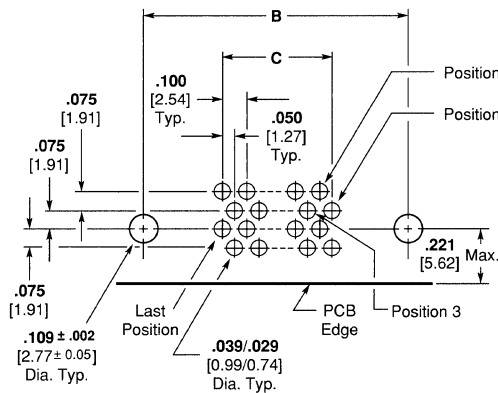 B
C
.100
[2.54]
Typ.
.075
[1.91]
.050
[1.27]
Typ.
.075
[1.91]
Position
Position
.221
[5.62]
Max.
.075
[1.91]
Last
Position
PCB
Edge
Position 3
.109 ± .002
[2.77 ± 0.05]
Dia. Typ.
.039/.029
[0.99/0.74]
Dia. Typ.